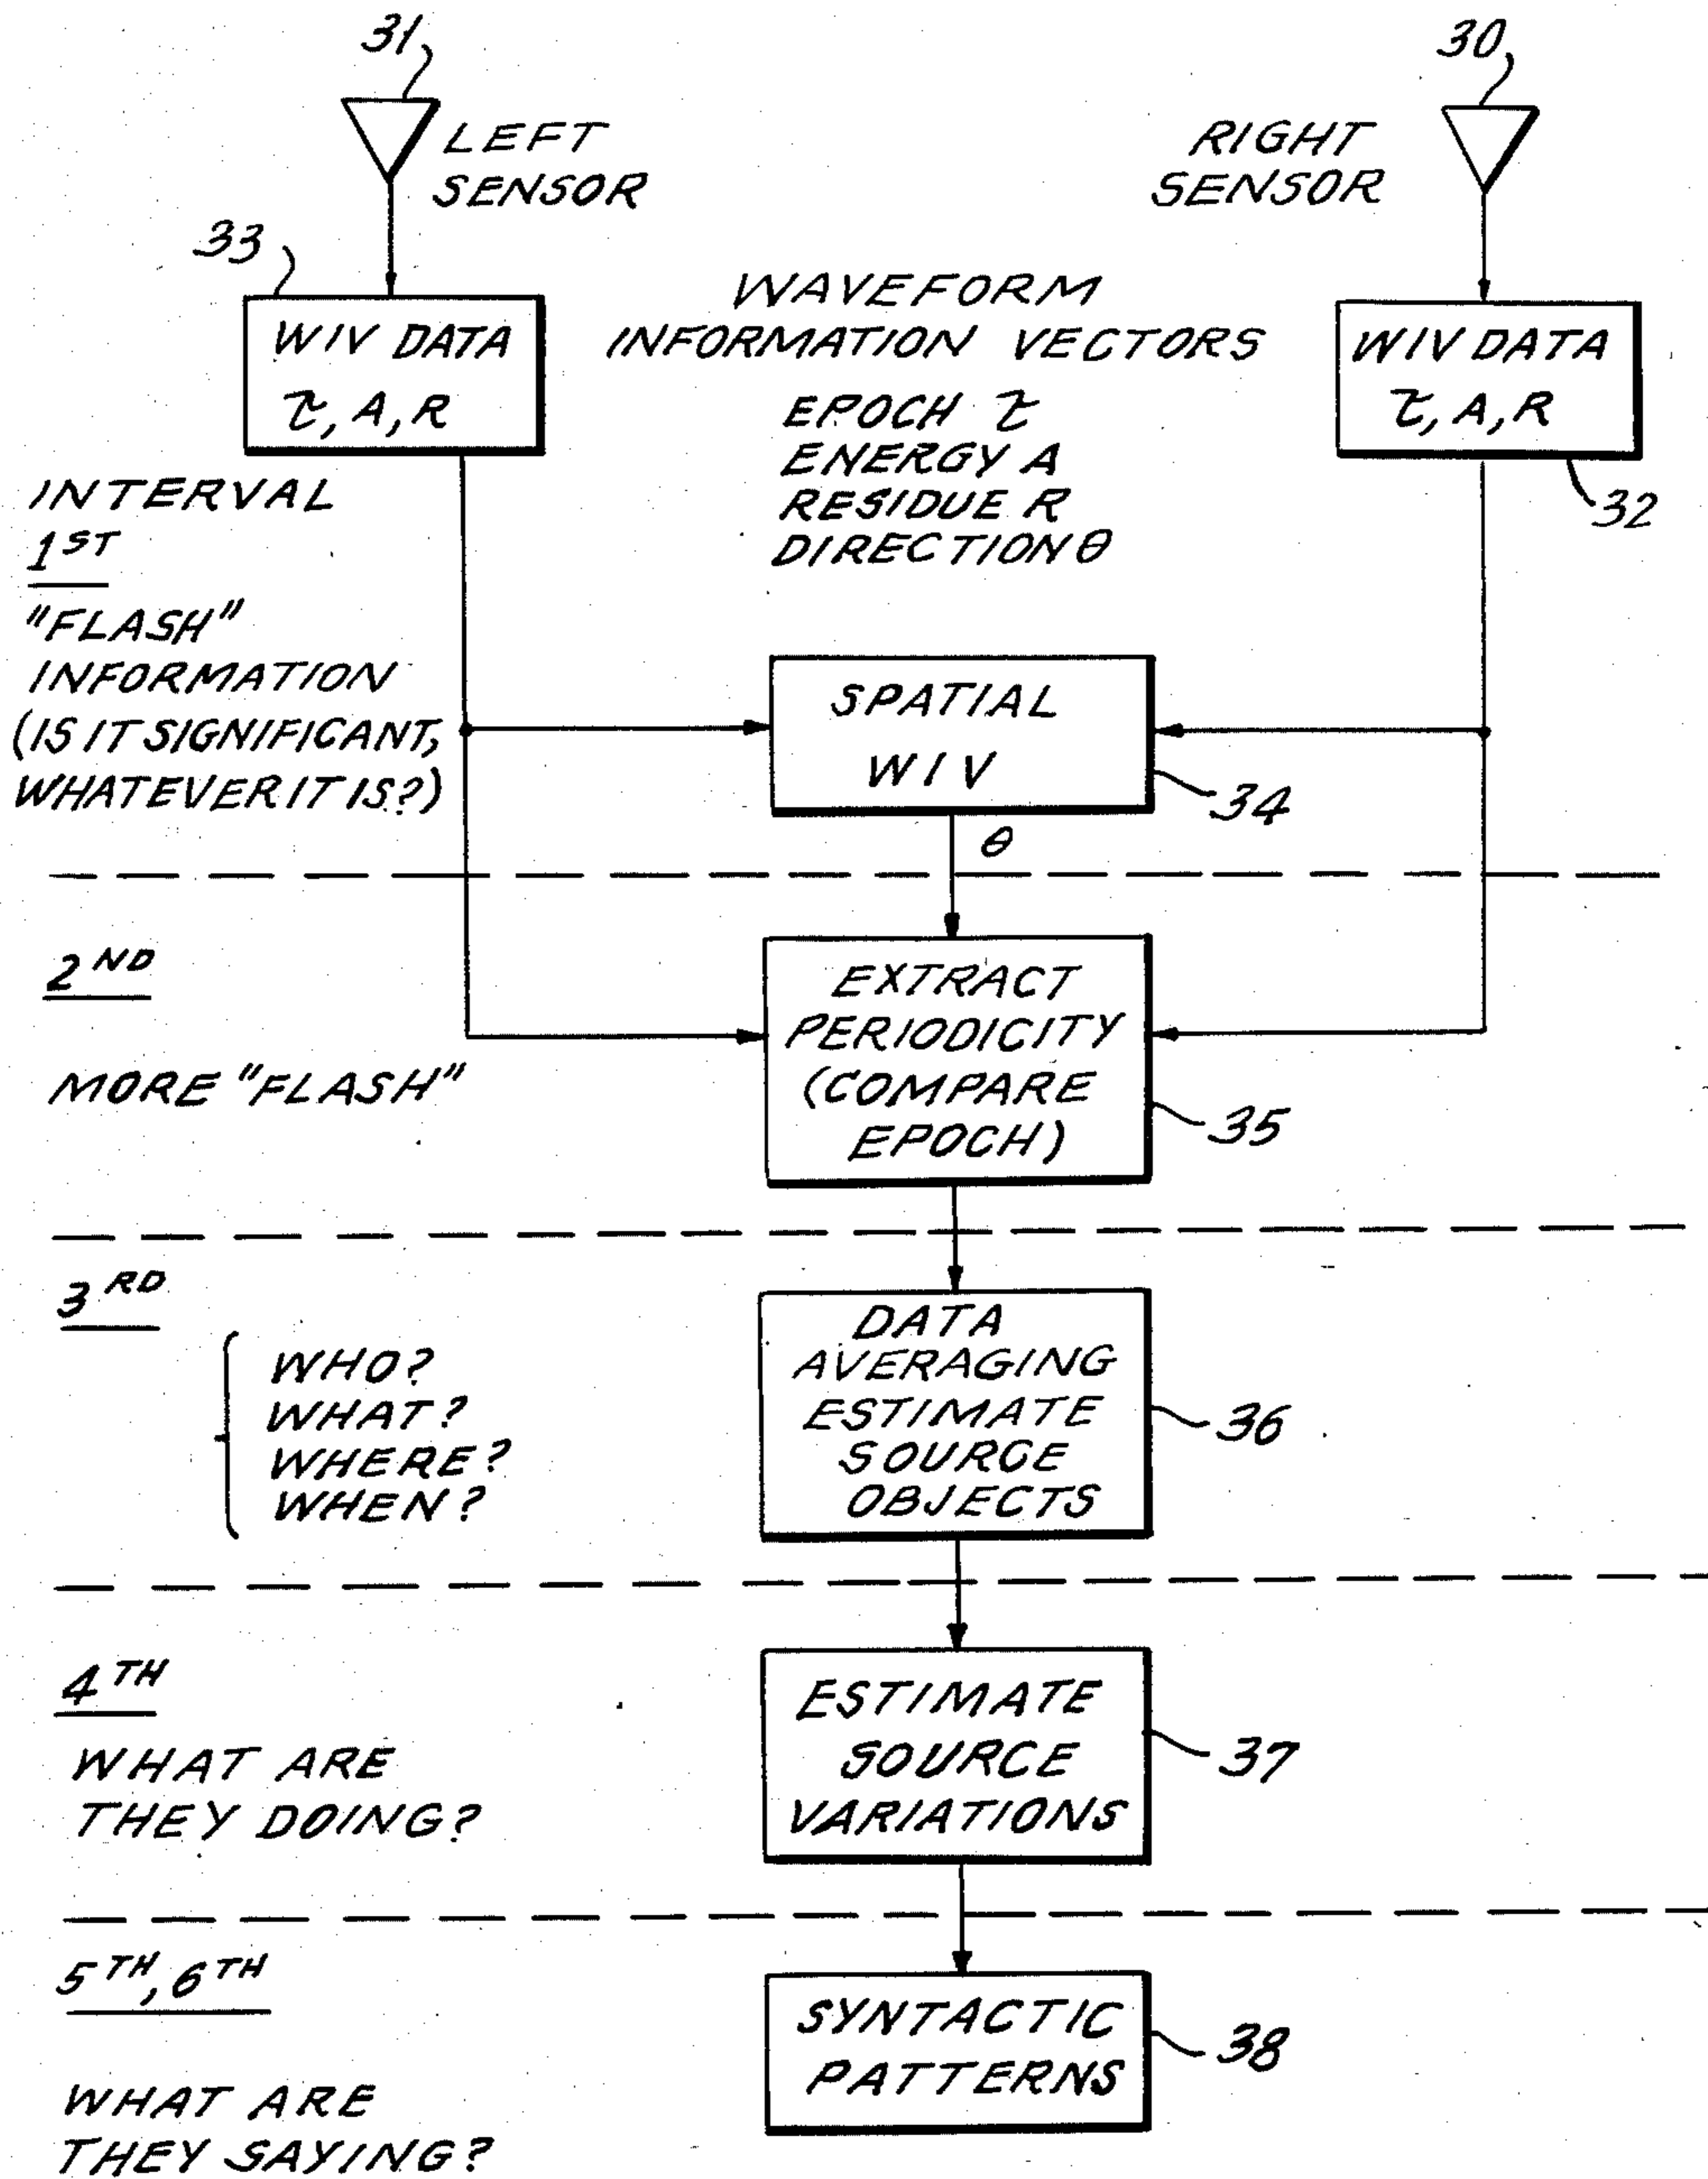 31
30
LEFT
SENSOR
RIGHT
SENSOR
33
WIV DATA
τ, A, R
WAVEFORM
INFORMATION VECTORS
EPOCH τ
ENERGY A
RESIDUE R
DIRECTION θ
WIV DATA
τ, A, R
32
INTERVAL
1ST
"FLASH"
INFORMATION
(IS IT SIGNIFICANT,
WHATEVER IT IS?)
SPATIAL
WIV
34
θ
2ND
MORE "FLASH"
EXTRACT
PERIODICITY
(COMPARE
EPOCH)
35
3RD
WHO?
WHAT?
WHERE?
WHEN?
DATA
AVERAGING
ESTIMATE
SOURCE
OBJECTS
36
4TH
WHAT ARE
THEY DOING?
ESTIMATE
SOURCE
VARIATIONS
37
5TH, 6TH
WHAT ARE
THEY SAYING?
SYNTACTIC
PATTERNS
38